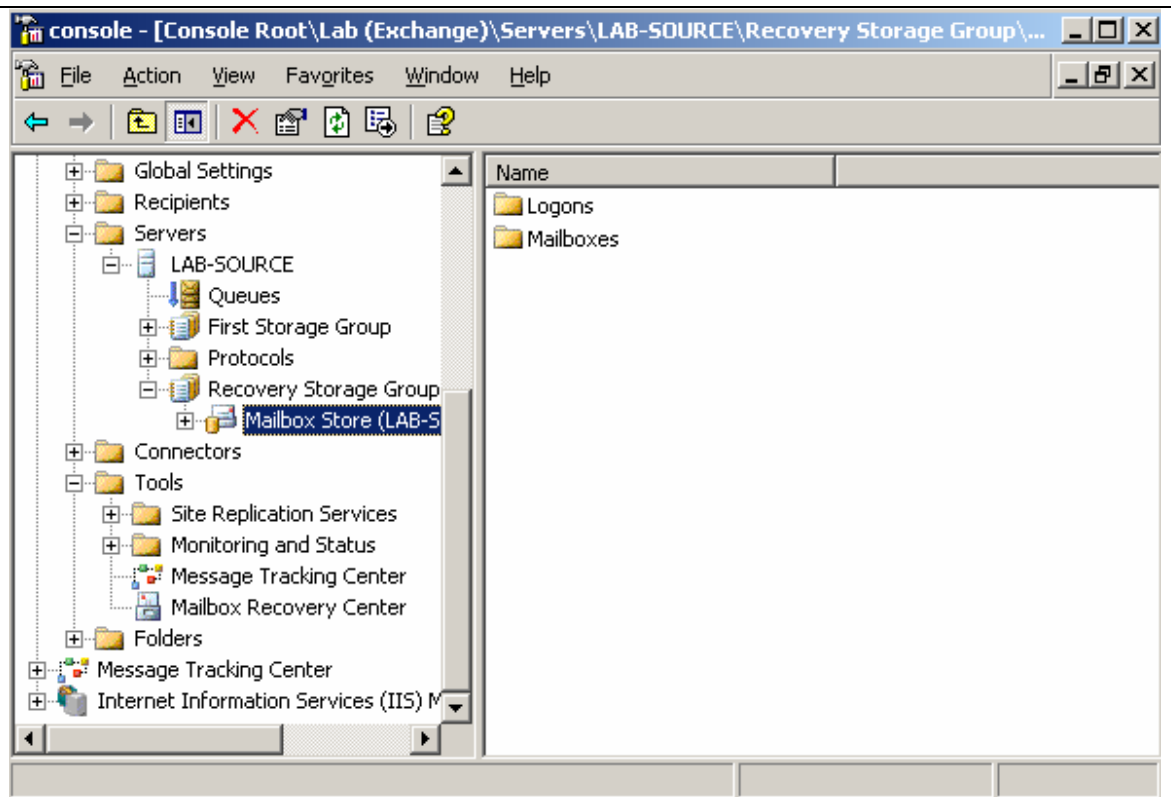 console - [Console Root\Lab (Exchange)\Servers\LAB-SOURCE\Recovery Storage Group\...
File Action View Favorites Window Help
Global Settings
Recipients
Servers
LAB-SOURCE
Queues
First Storage Group
Protocols
Recovery Storage Group
Mailbox Store (LAB-S
Connectors
Tools
Site Replication Services
Monitoring and Status
Message Tracking Center
Mailbox Recovery Center
Folders
Message Tracking Center
Internet Information Services (IIS) M
Name
Logons
Mailboxes